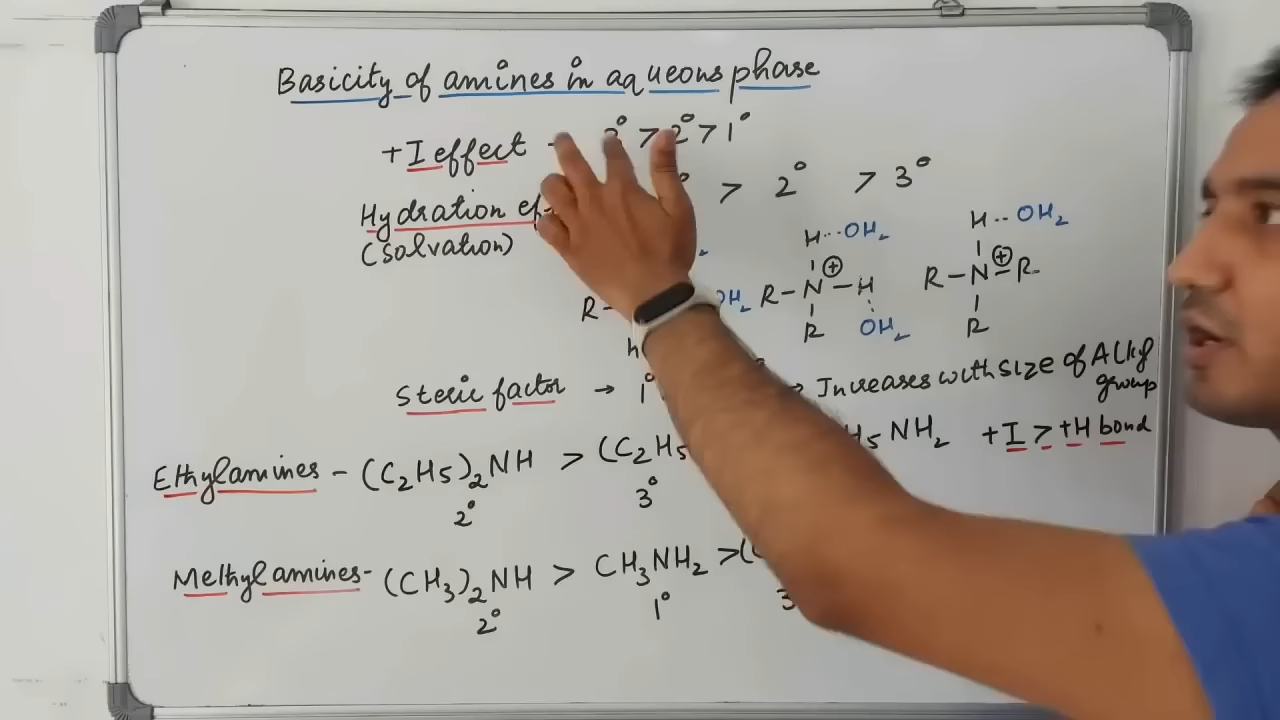 Basicity of amines in aqueous phase
+I effect - 3° > 2° > 1°
Hydration > 2° > 3°
(Solvation)
H···OH₂ H··OH₂
R- OH₂ R-N⊕-H R-N⊕-R
R OH₂ R
Steric factor → 1° → Increases with size of Alkyl
group
Ethylamines - (C₂H₅)₂NH > (C₂H₅ H₅NH₂ +I > +H bond
2° 3°
Methylamines- (CH₃)₂NH > CH₃NH₂ > (
2° 1° 3